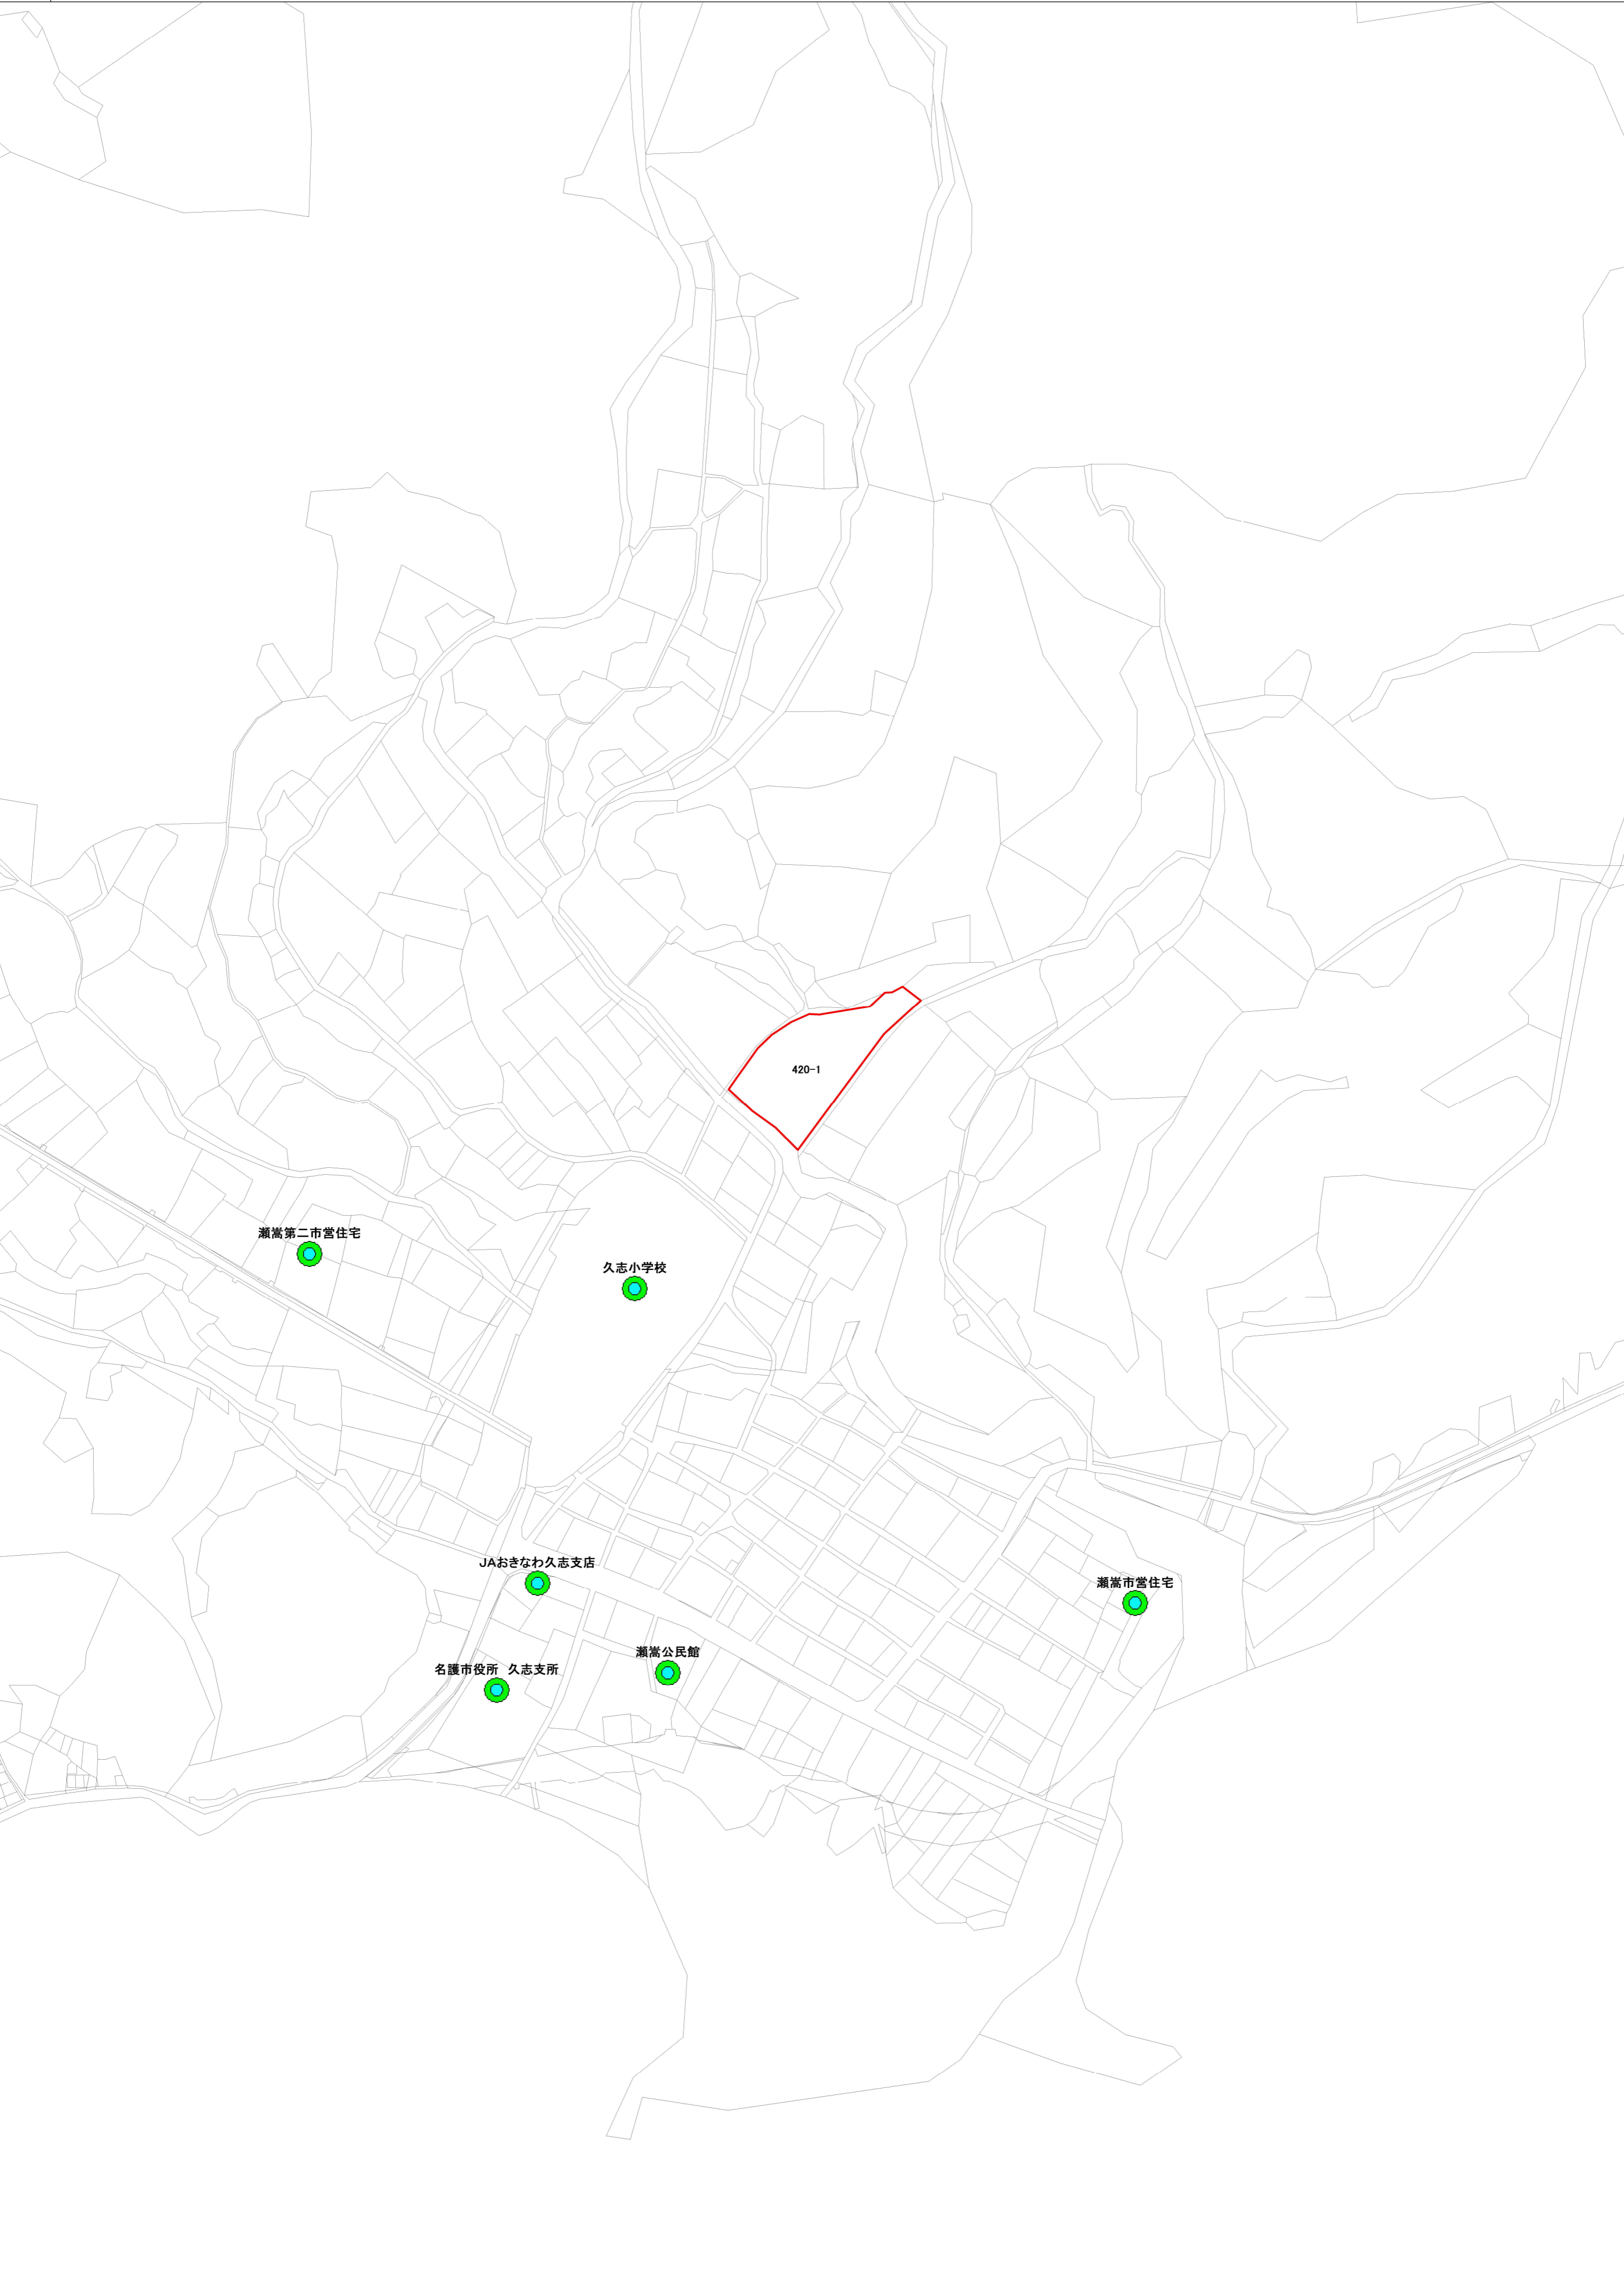 420-1
瀬嵩第二市営住宅
久志小学校
JAおきなわ久志支店
瀬嵩市営住宅
瀬嵩公民館
名護市役所 久志支所